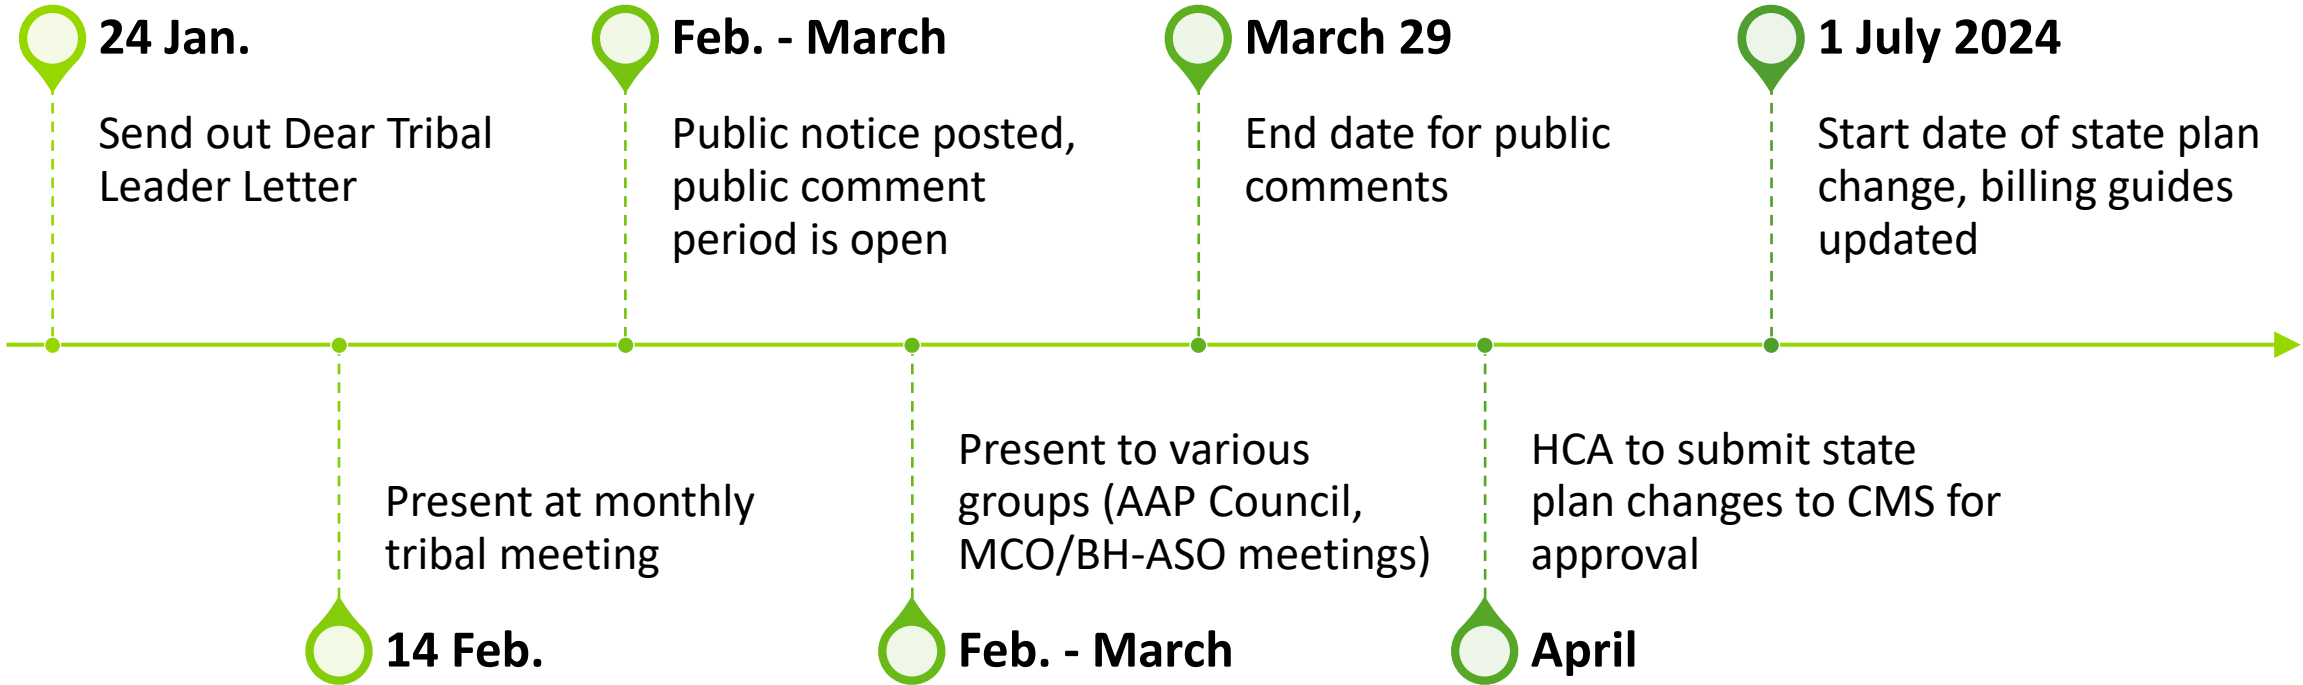 24 Jan.
Send out Dear Tribal
Leader Letter
14 Feb.
Present at monthly
tribal meeting
Feb. - March
Public notice posted,
public comment
period is open
Feb. - March
Present to various
groups (AAP Council,
MCO/BH-ASO meetings)
March 29
End date for public
comments
April
HCA to submit state
plan changes to CMS for
approval
1 July 2024
Start date of state plan
change, billing guides
updated